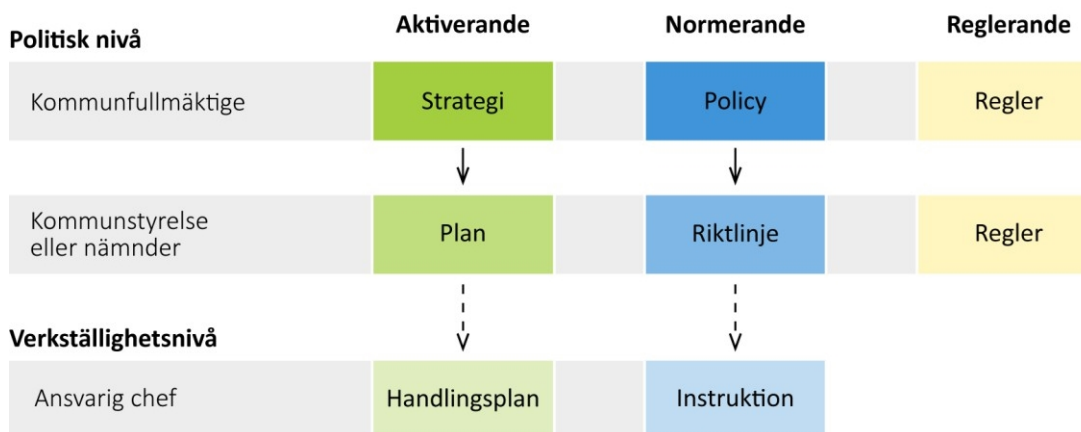 Aktiverande Normerande Reglerande
Politisk nivå
Kommunfullmäktige Strategi Policy Regler
Kommunstyrelse
eller nämnder
Plan Riktlinje Regler
Verkställighetsnivå
Ansvarig chef Handlingsplan Instruktion